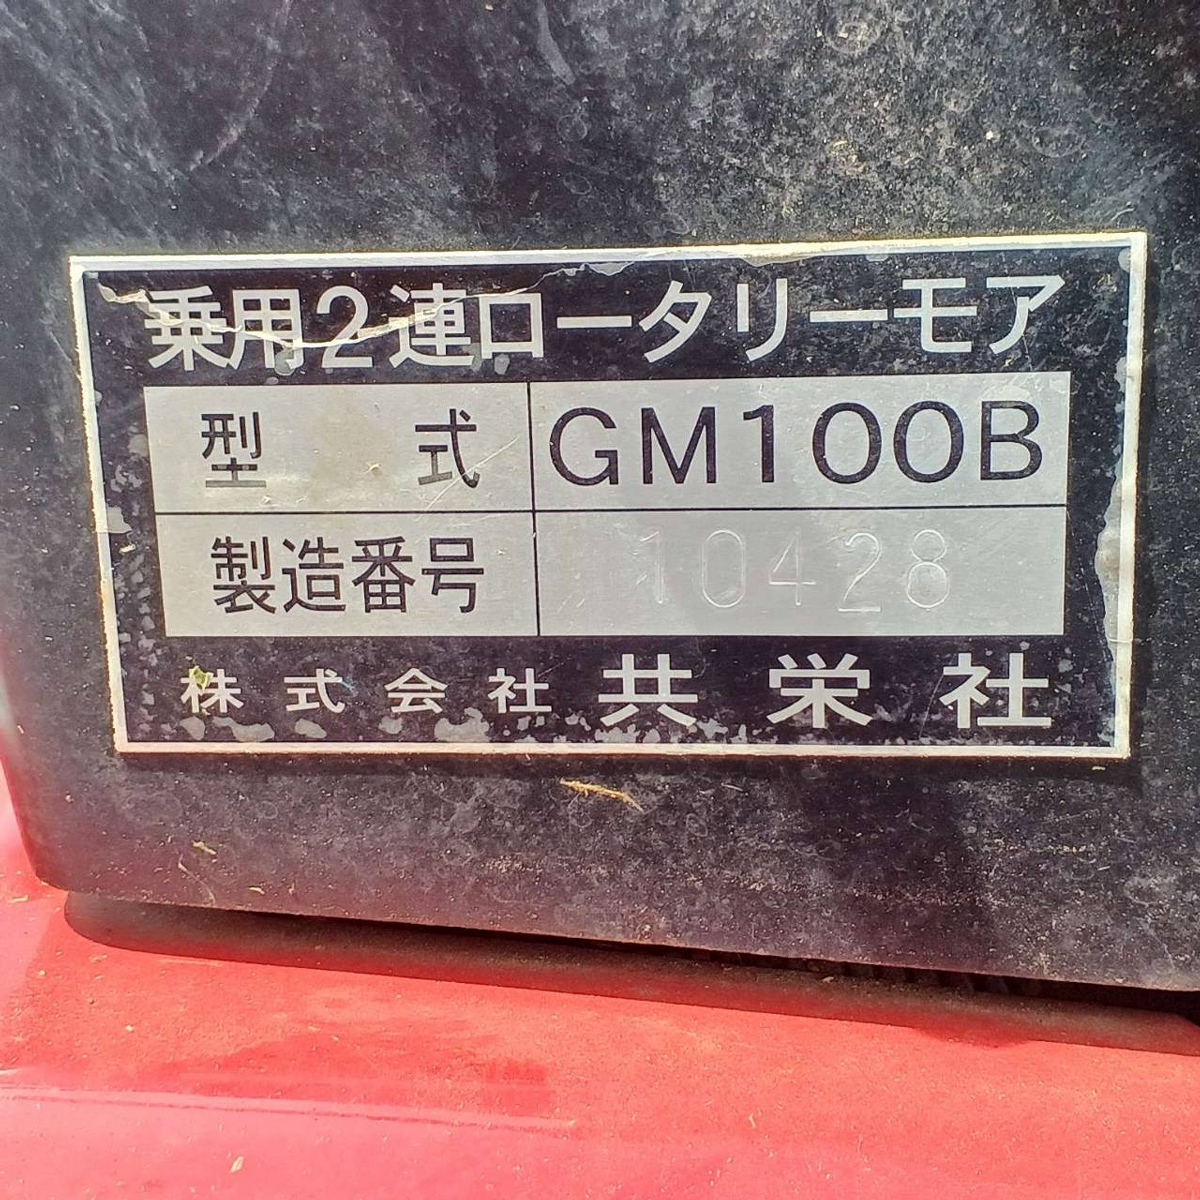 乗用2連ロータリーモア
型式 GM100B
製造番号 10428
株式会社共栄社